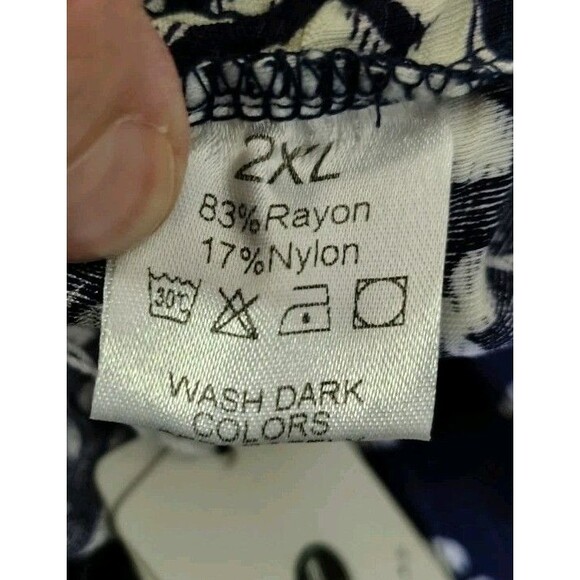 2XL
83%Rayon
17%Nylon
30℃
WASH DARK
COLORS